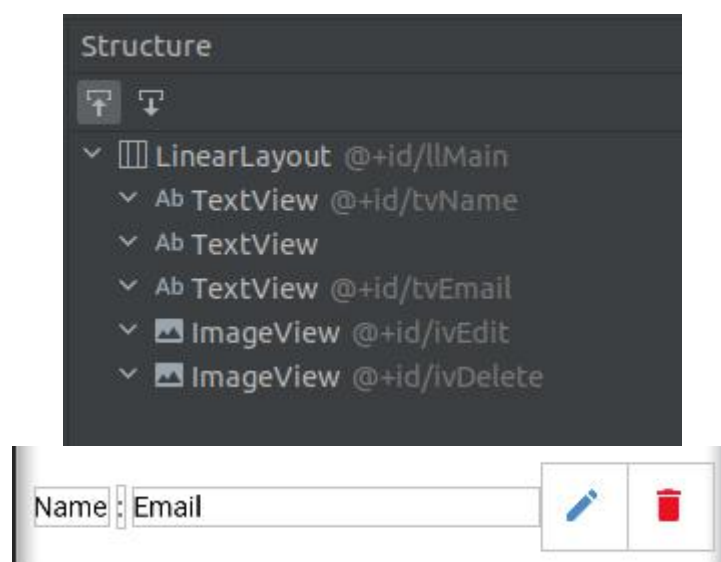 Structure
LinearLayout @+id/llMain
Ab TextView @+id/tvName
Ab TextView
Ab TextView @+id/tvEmail
ImageView @+id/ivEdit
ImageView @+id/ivDelete
Name : Email